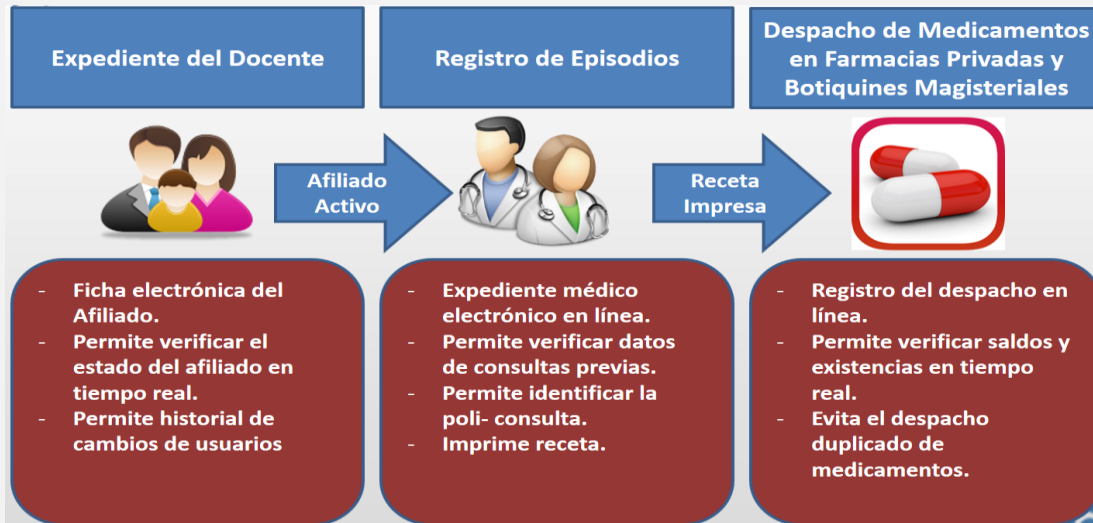 Expediente del Docente
Registro de Episodios
Despacho de Medicamentos
en Farmacias Privadas y
Botiquines Magisteriales
Afiliado
Activo
Receta
Impresa
- Ficha electrónica del
Afiliado.
- Permite verificar el
estado del afiliado en
tiempo real.
- Permite historial de
cambios de usuarios
- Expediente médico
electrónico en línea.
- Permite verificar datos
de consultas previas.
- Permite identificar la
poli- consulta.
- Imprime receta.
- Registro del despacho en
línea.
- Permite verificar saldos y
existencias en tiempo
real.
- Evita el despacho
duplicado de
medicamentos.